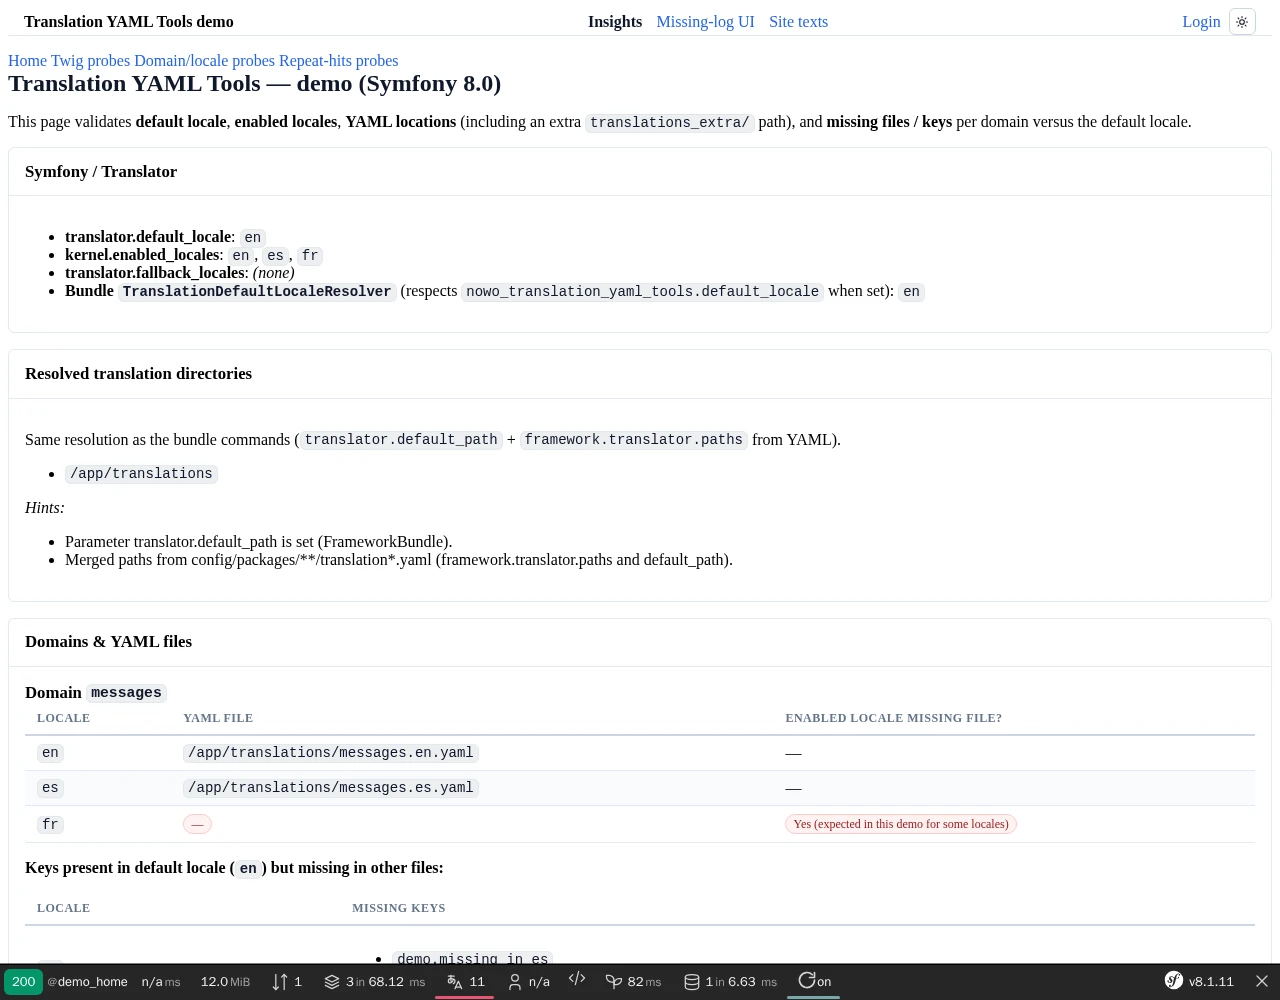 Translation YAML Tools demo Insights Missing-log UI Site texts Login
Home Twig probes Domain/locale probes Repeat-hits probes
Translation YAML Tools — demo (Symfony 8.0)
This page validates default locale, enabled locales, YAML locations (including an extra translations_extra/ path), and missing files / keys per domain versus the default locale.
Symfony / Translator
translator.default_locale: en
kernel.enabled_locales: en, es, fr
translator.fallback_locales: (none)
Bundle TranslationDefaultLocaleResolver (respects nowo_translation_yaml_tools.default_locale when set): en
Resolved translation directories
Same resolution as the bundle commands (translator.default_path + framework.translator.paths from YAML).
/app/translations
Hints:
Parameter translator.default_path is set (FrameworkBundle).
Merged paths from config/packages/**/translation*.yaml (framework.translator.paths and default_path).
Domains & YAML files
Domain messages
LOCALE YAML FILE ENABLED LOCALE MISSING FILE?
en /app/translations/messages.en.yaml —
es /app/translations/messages.es.yaml —
fr — Yes (expected in this demo for some locales)
Keys present in default locale (en) but missing in other files:
LOCALE MISSING KEYS
demo.missing_in_es
200 @demo_home n/a ms 12.0 MiB 1 3 in 68.12 ms 11 n/a 82 ms 1 in 6.63 ms on v8.1.11